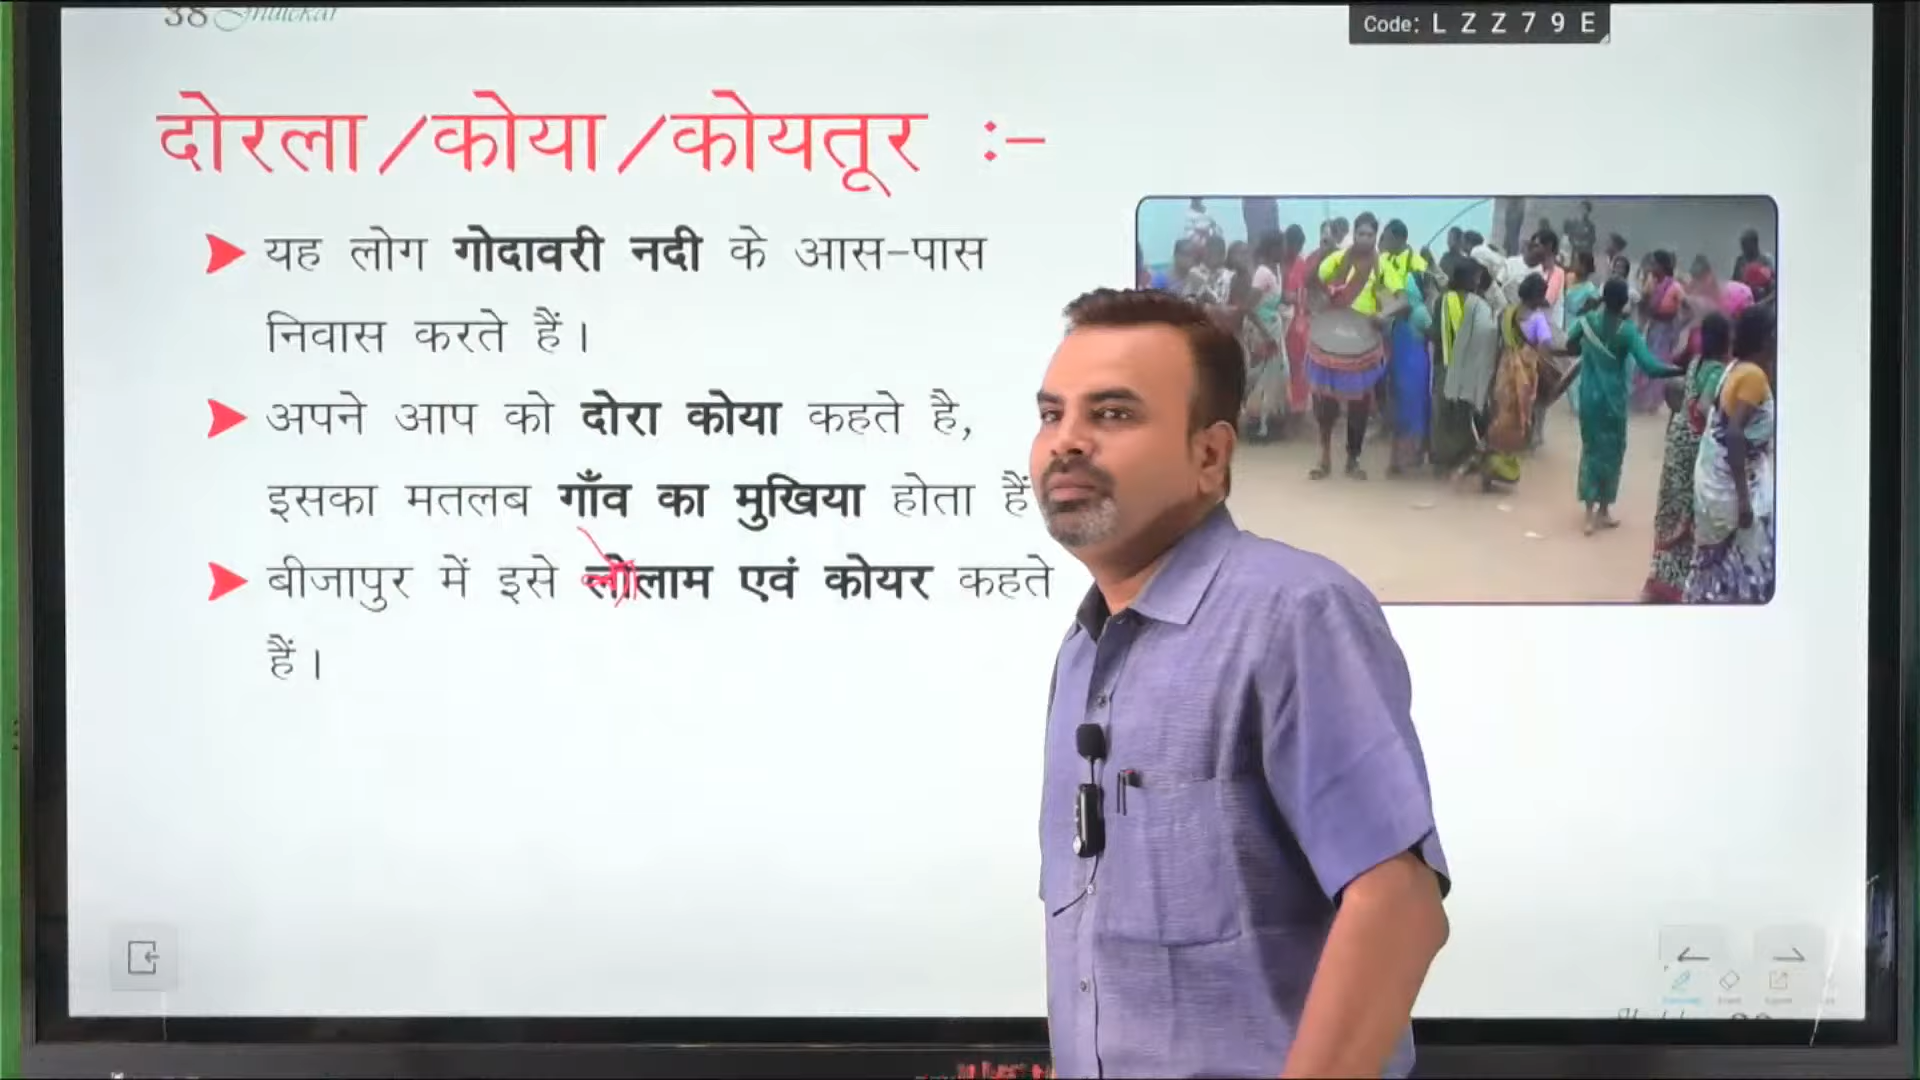 38
Code: L Z Z 7 9 E
दोरला/कोया/कोयतूर :–
यह लोग गोदावरी नदी के आस-पास
निवास करते हैं।
अपने आप को दोरा कोया कहते है,
इसका मतलब गाँव का मुखिया होता हैं
बीजापुर में इसे लोलाम एवं कोयर कहते
हैं।